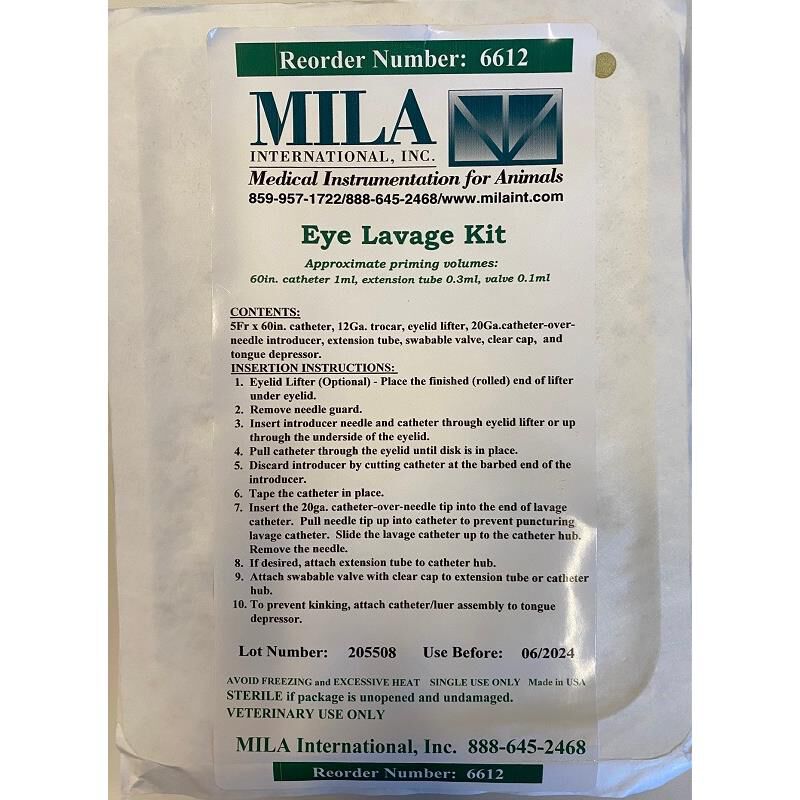 Reorder Number: 6612
MILA
INTERNATIONAL, INC.
Medical Instrumentation for Animals
859-957-1722/888-645-2468/www.milaint.com
Eye Lavage Kit
Approximate priming volumes:
60in. catheter 1ml, extension tube 0.3ml, valve 0.1ml
CONTENTS:
5Fr x 60in. catheter, 12Ga. trocar, eyelid lifter, 20Ga.catheter-over-
needle introducer, extension tube, swabable valve, clear cap, and
tongue depressor.
INSERTION INSTRUCTIONS:
1. Eyelid Lifter (Optional) - Place the finished (rolled) end of lifter
under eyelid.
2. Remove needle guard.
3. Insert introducer needle and catheter through eyelid lifter or up
through the underside of the eyelid.
4. Pull catheter through the eyelid until disk is in place.
5. Discard introducer by cutting catheter at the barbed end of the
introducer.
6. Tape the catheter in place.
7. Insert the 20ga. catheter-over-needle tip into the end of lavage
catheter. Pull needle tip up into catheter to prevent puncturing
lavage catheter. Slide the lavage catheter up to the catheter hub.
Remove the needle.
8. If desired, attach extension tube to catheter hub.
9. Attach swabable valve with clear cap to extension tube or catheter
hub.
10. To prevent kinking, attach catheter/luer assembly to tongue
depressor.
Lot Number: 205508 Use Before: 06/2024
AVOID FREEZING and EXCESSIVE HEAT SINGLE USE ONLY Made in USA
STERILE if package is unopened and undamaged.
VETERINARY USE ONLY
MILA International, Inc. 888-645-2468
Reorder Number: 6612